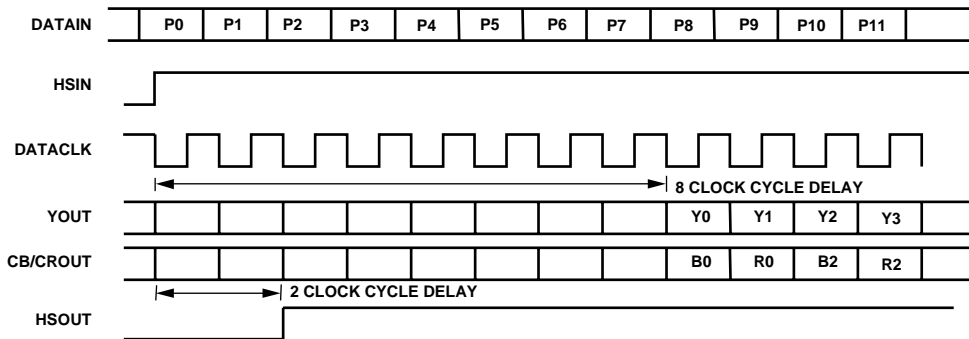 DATAIN P0 P1 P2 P3 P4 P5 P6 P7 P8 P9 P10 P11
HSIN
DATACLK
8 CLOCK CYCLE DELAY
YOUT Y0 Y1 Y2 Y3
CB/CROUT B0 R0 B2 R2
2 CLOCK CYCLE DELAY
HSOUT